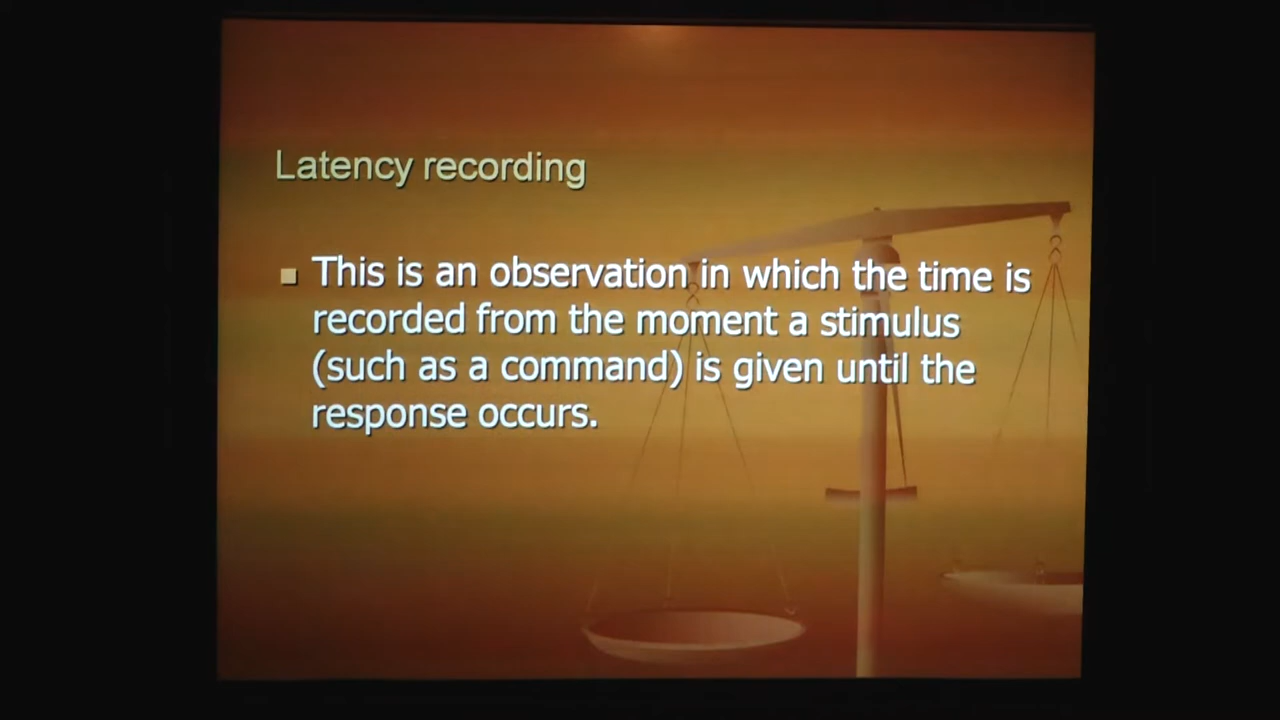 Latency recording
This is an observation in which the time is
recorded from the moment a stimulus
(such as a command) is given until the
response occurs.